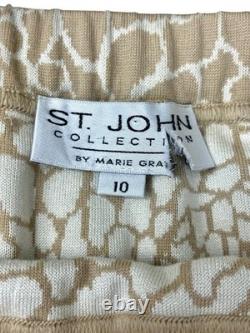 ST. JOHN
COLLECTION
BY MARIE GRAY
10